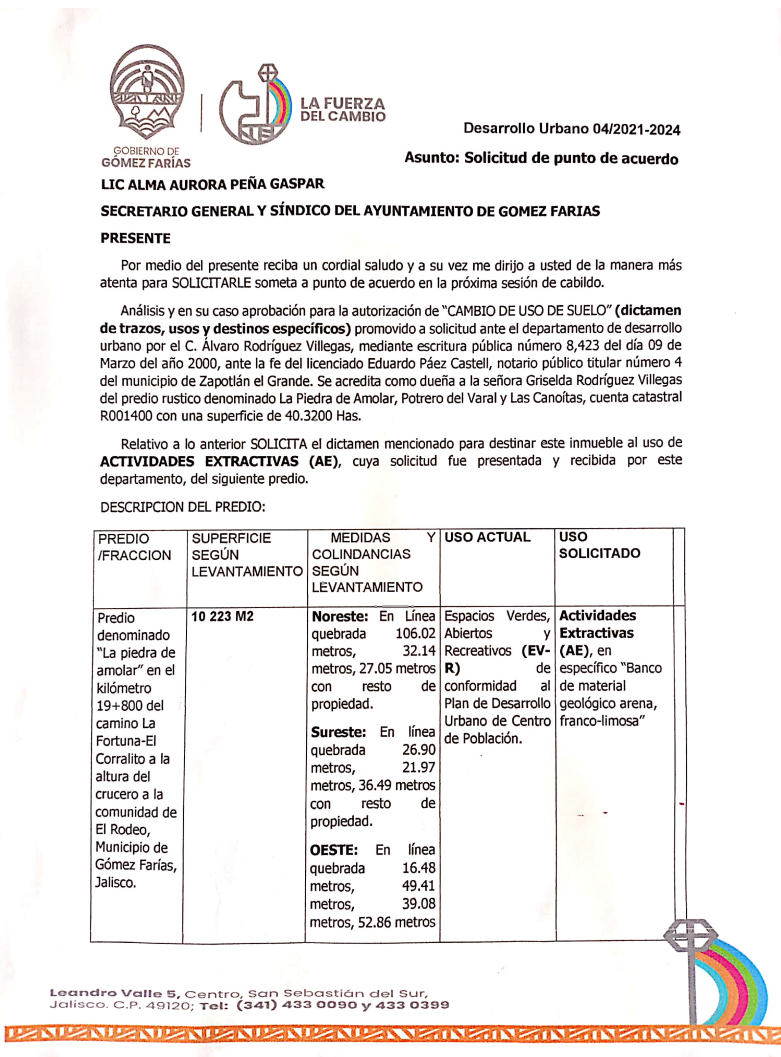 GOBIERNO DE
GÓMEZ FARÍAS
LA FUERZA
DEL CAMBIO
Desarrollo Urbano 04/2021-2024
Asunto: Solicitud de punto de acuerdo
LIC ALMA AURORA PEÑA GASPAR
SECRETARIO GENERAL Y SÍNDICO DEL AYUNTAMIENTO DE GOMEZ FARIAS
PRESENTE
Por medio del presente reciba un cordial saludo y a su vez me dirijo a usted de la manera más
atenta para SOLICITARLE someta a punto de acuerdo en la próxima sesión de cabildo.
Análisis y en su caso aprobación para la autorización de "CAMBIO DE USO DE SUELO" (dictamen
de trazos, usos y destinos específicos) promovido a solicitud ante el departamento de desarrollo
urbano por el C. Álvaro Rodríguez Villegas, mediante escritura pública número 8,423 del día 09 de
Marzo del año 2000, ante la fe del licenciado Eduardo Páez Castell, notario público titular número 4
del municipio de Zapotlán el Grande. Se acredita como dueña a la señora Griselda Rodríguez Villegas
del predio rustico denominado La Piedra de Amolar, Potrero del Varal y Las Canoítas, cuenta catastral
R001400 con una superficie de 40.3200 Has.
Relativo a lo anterior SOLICITA el dictamen mencionado para destinar este inmueble al uso de
ACTIVIDADES EXTRACTIVAS (AE), cuya solicitud fue presentada y recibida por este
departamento, del siguiente predio.
DESCRIPCION DEL PREDIO:
PREDIO
/FRACCION
SUPERFICIE
SEGÚN
LEVANTAMIENTO
MEDIDAS Y
COLINDANCIAS
SEGÚN
LEVANTAMIENTO
USO ACTUAL
USO
SOLICITADO
Predio
denominado
"La piedra de
amolar" en el
kilómetro
19+800 del
camino La
Fortuna-El
Corralito a la
altura del
crucero a la
comunidad de
El Rodeo,
Municipio de
Gómez Farías,
Jalisco.
10 223 M2
Noreste: En Línea
quebrada 106.02
metros, 32.14
metros, 27.05 metros
con resto de
propiedad.
Sureste: En línea
quebrada 26.90
metros, 21.97
metros, 36.49 metros
con resto de
propiedad.
OESTE: En línea
quebrada 16.48
metros, 49.41
metros, 39.08
metros, 52.86 metros
Espacios Verdes,
Abiertos y
Recreativos (EV-
R) de
conformidad al
Plan de Desarrollo
Urbano de Centro
de Población.
Actividades
Extractivas
(AE), en
específico "Banco
de material
geológico arena,
franco-limosa"
Leandro Valle 5, Centro, San Sebastián del Sur,
Jalisco. C.P. 49120; Tel: (341) 433 0090 y 433 0399